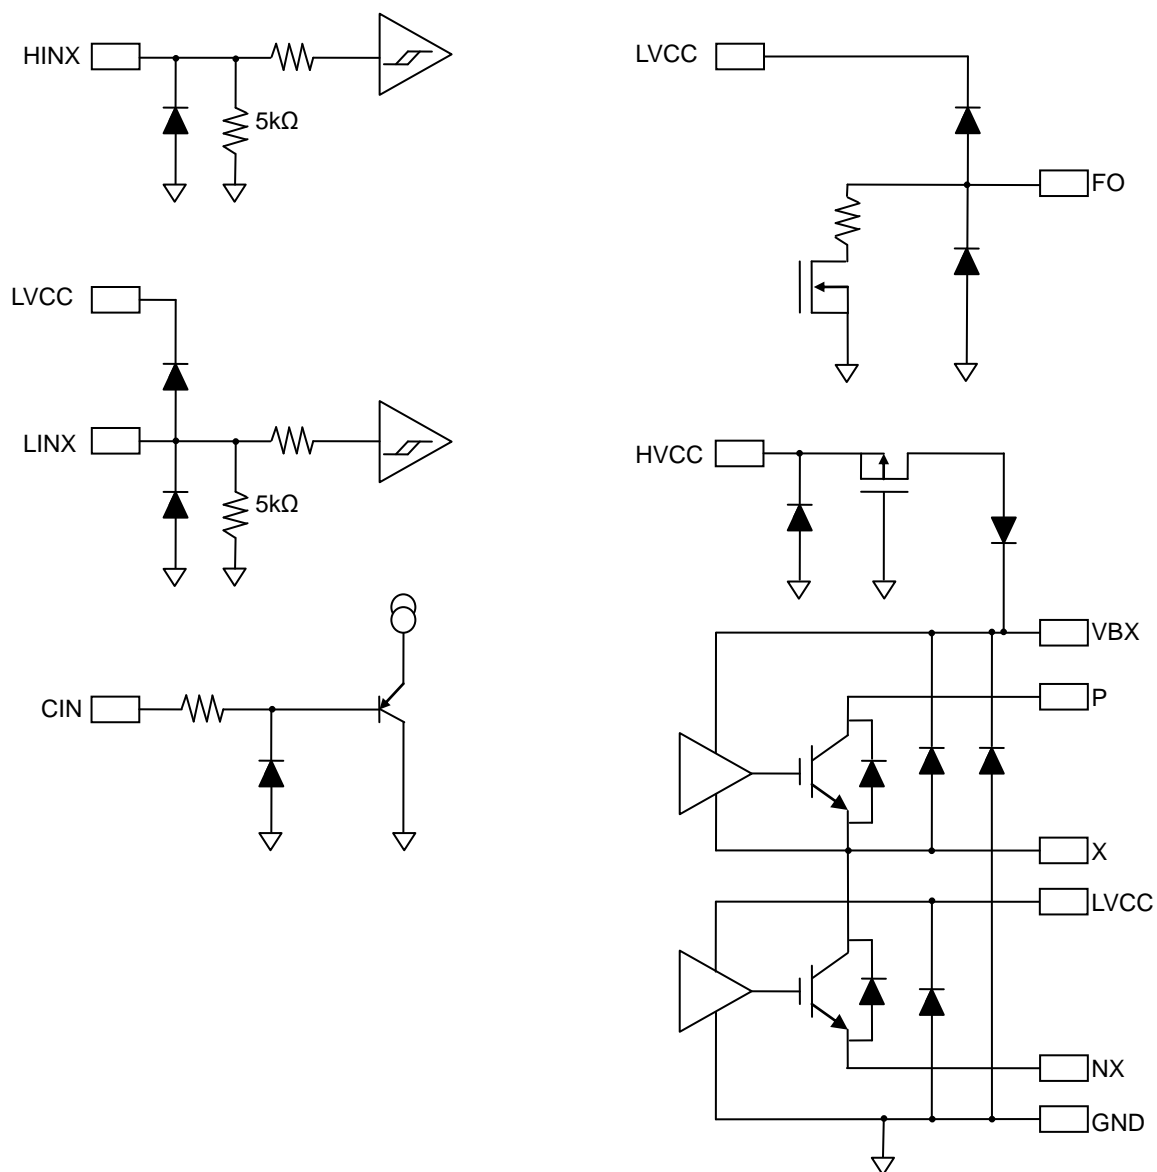 HINX
5kΩ
LVCC
LINX
5kΩ
CIN
LVCC
FO
HVCC
VBX
P
X
LVCC
NX
GND